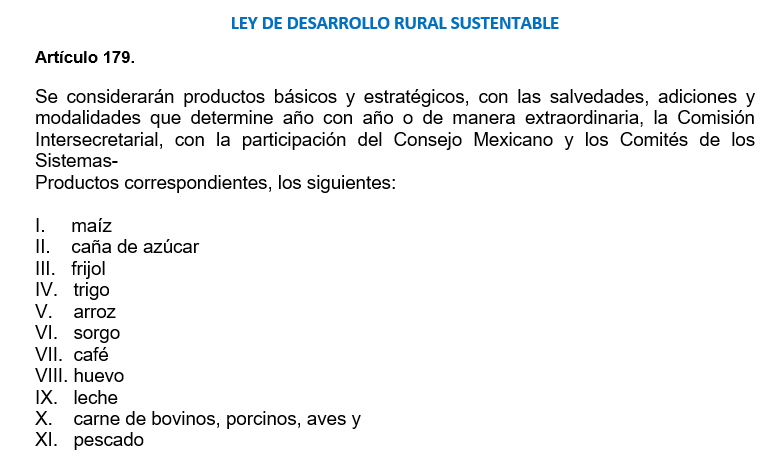 LEY DE DESARROLLO RURAL SUSTENTABLE
Artículo 179.
Se considerarán productos básicos y estratégicos, con las salvedades, adiciones y
modalidades que determine año con año o de manera extraordinaria, la Comisión
Intersecretarial, con la participación del Consejo Mexicano y los Comités de los
Sistemas-
Productos correspondientes, los siguientes:
I. maíz
II. caña de azúcar
III. frijol
IV. trigo
V. arroz
VI. sorgo
VII. café
VIII. huevo
IX. leche
X. carne de bovinos, porcinos, aves y
XI. pescado